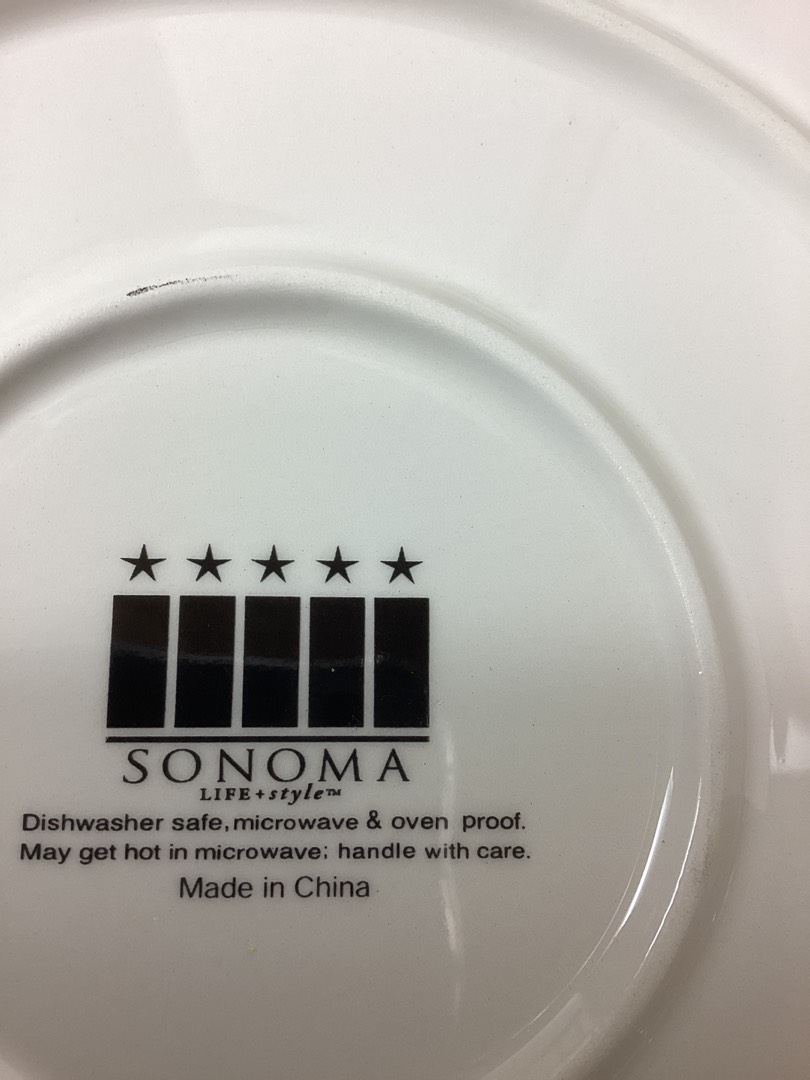 SONOMA
LIFE+style™
Dishwasher safe, microwave & oven proof.
May get hot in microwave; handle with care.
Made in China